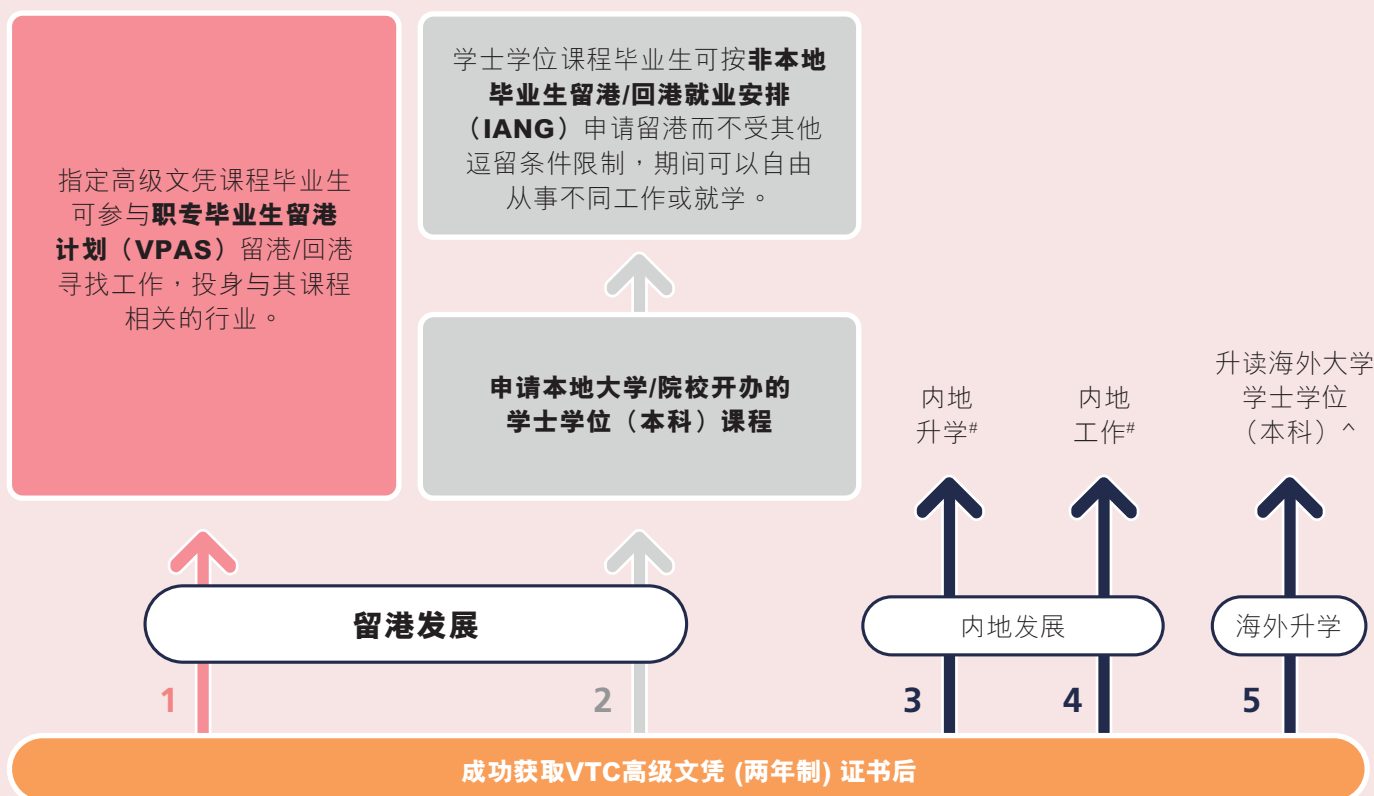 指定高级文凭课程毕业生
可参与职专毕业生留港
计划（VPAS）留港/回港
寻找工作，投身与其课程
相关的行业。
学士学位课程毕业生可按非本地
毕业生留港/回港就业安排
（IANG）申请留港而不受其他
逗留条件限制，期间可以自由
从事不同工作或就学。
申请本地大学/院校开办的
学士学位（本科）课程
内地
升学#
内地
工作#
升读海外大学
学士学位
（本科）^
留港发展
内地发展
海外升学
1
2
3
4
5
成功获取VTC高级文凭 (两年制) 证书后